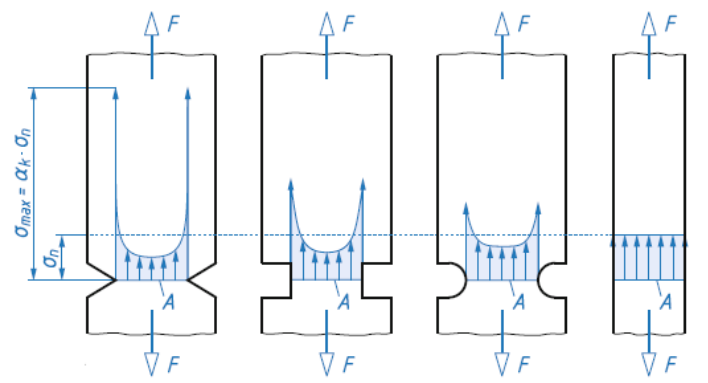 F F F F
σmax = αk · σn
σn
A A A A
F F F F